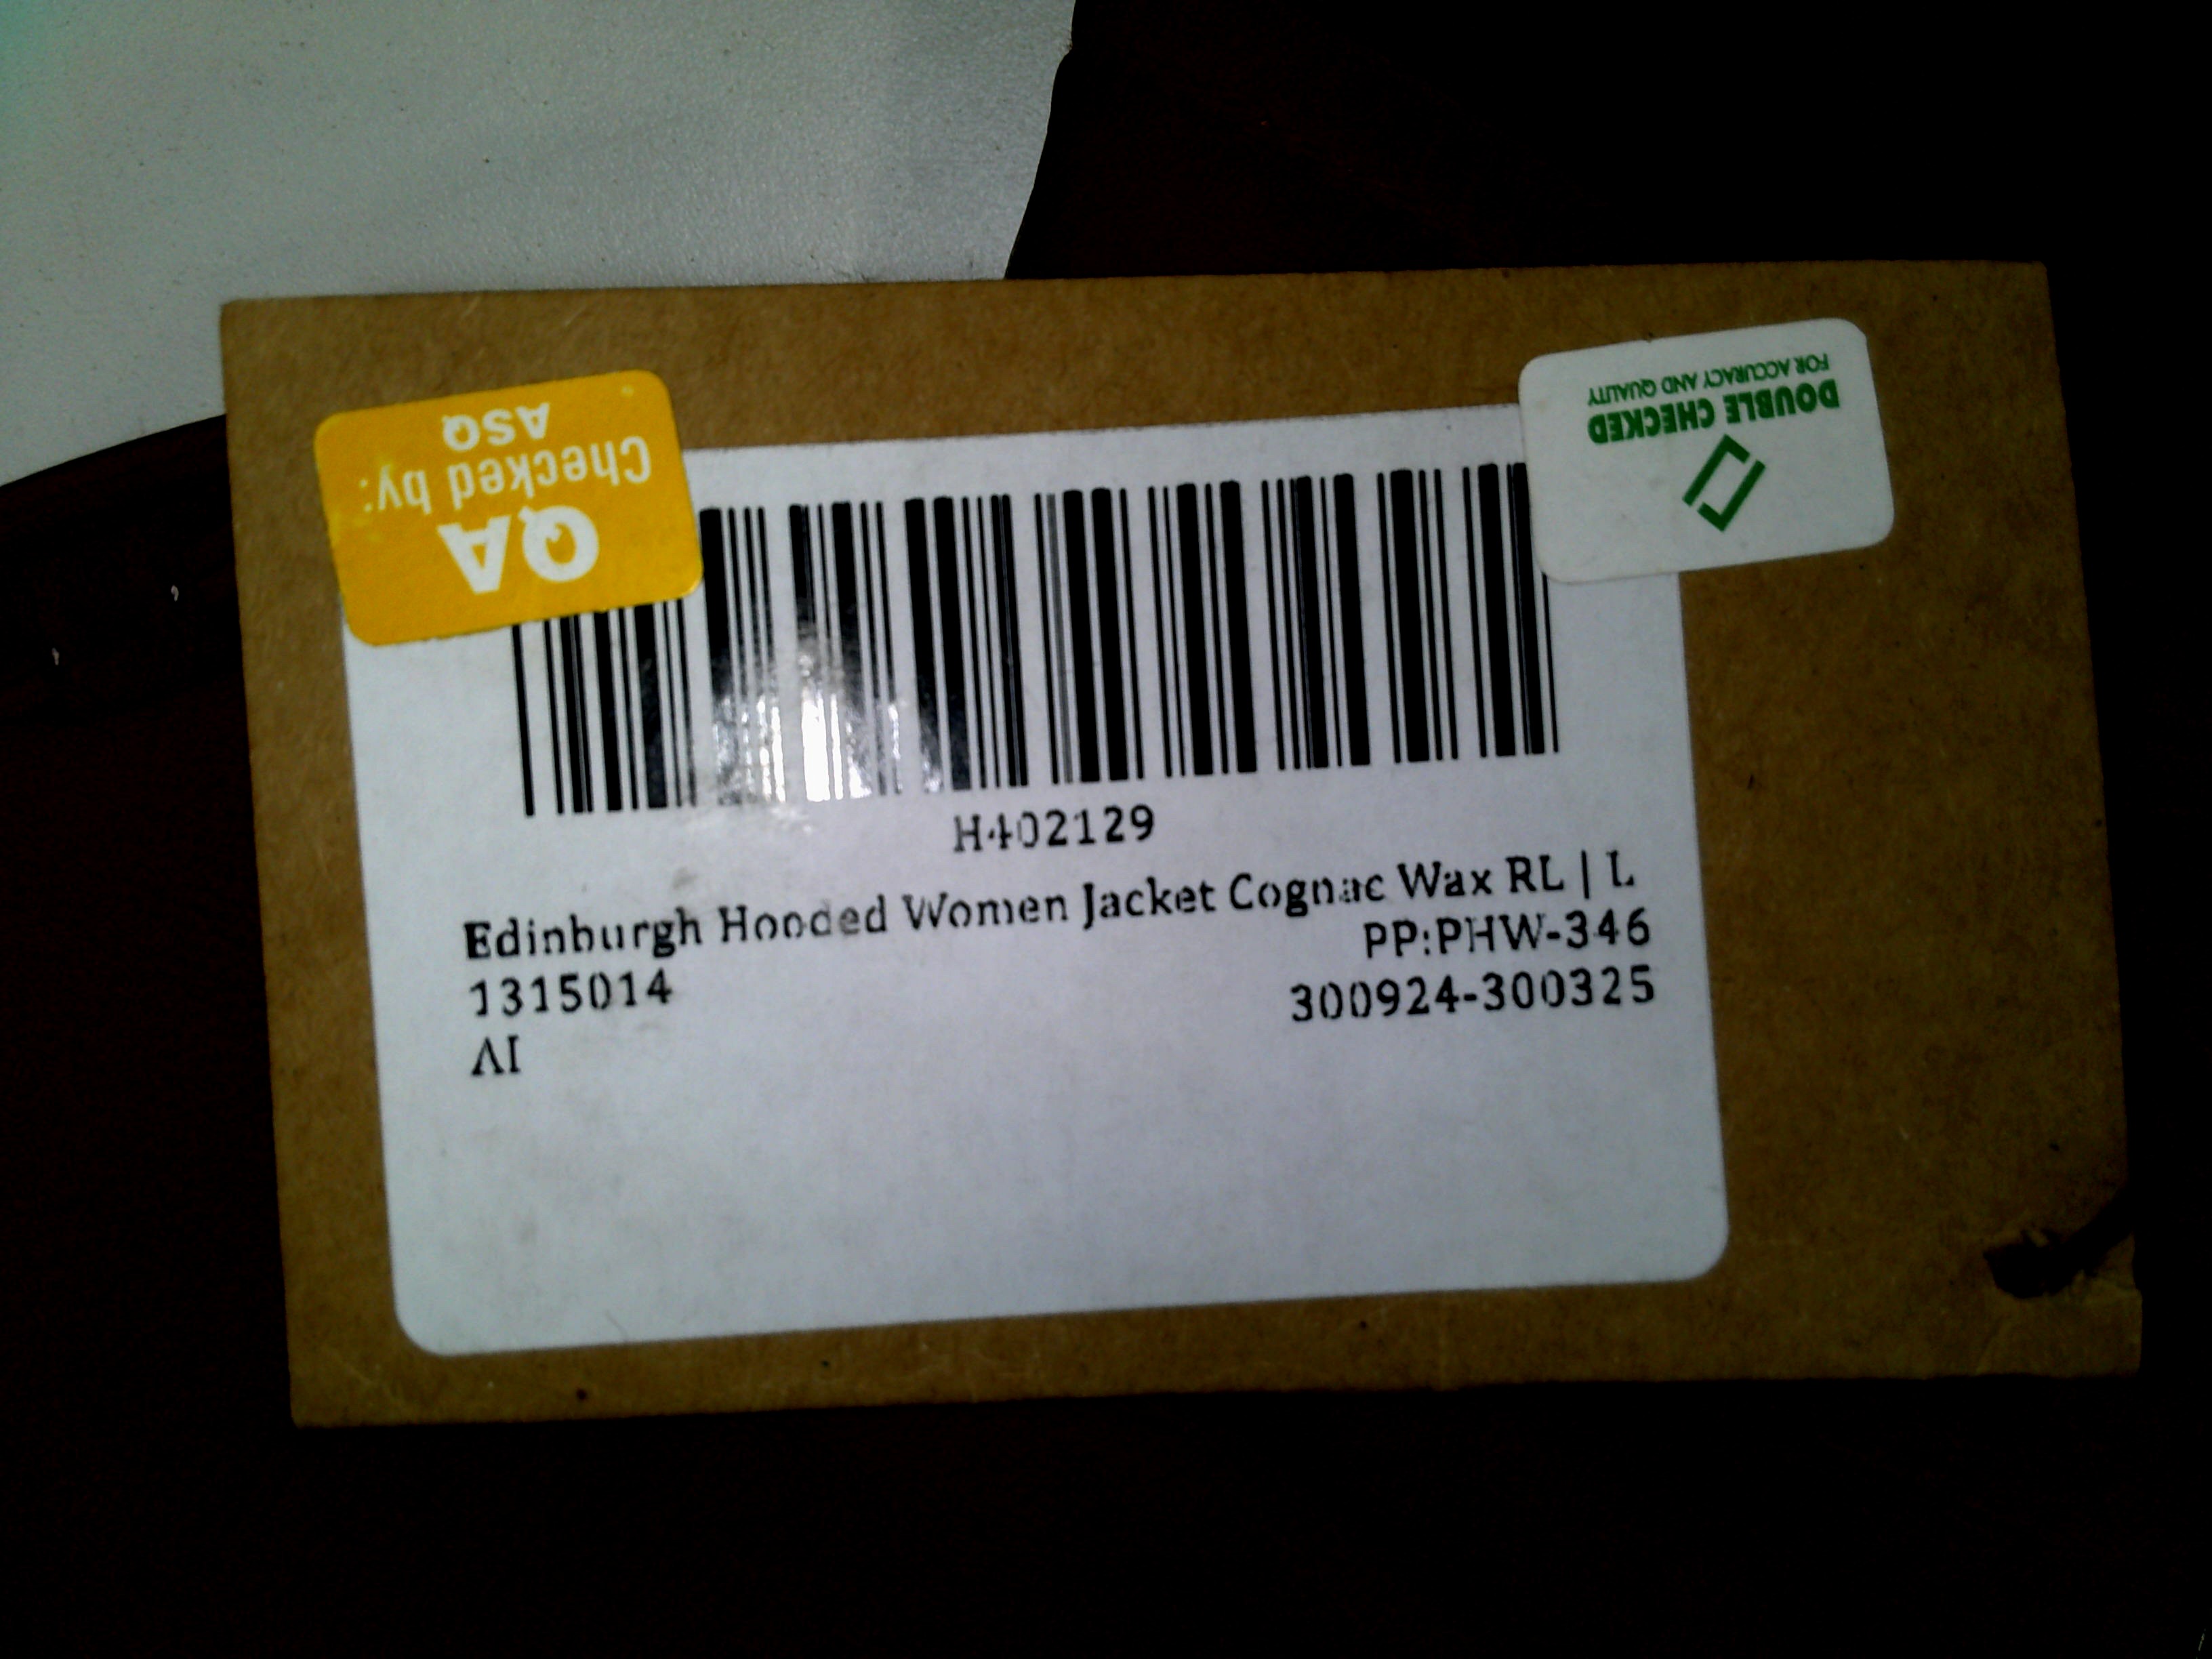 QA
Checked by:
ASQ
DOUBLE CHECKED
FOR ACCURACY AND QUALITY
H402129
Edinburgh Hooded Women Jacket Cognac Wax RL | L
PP:PHW-346
1315014
300924-300325
AI